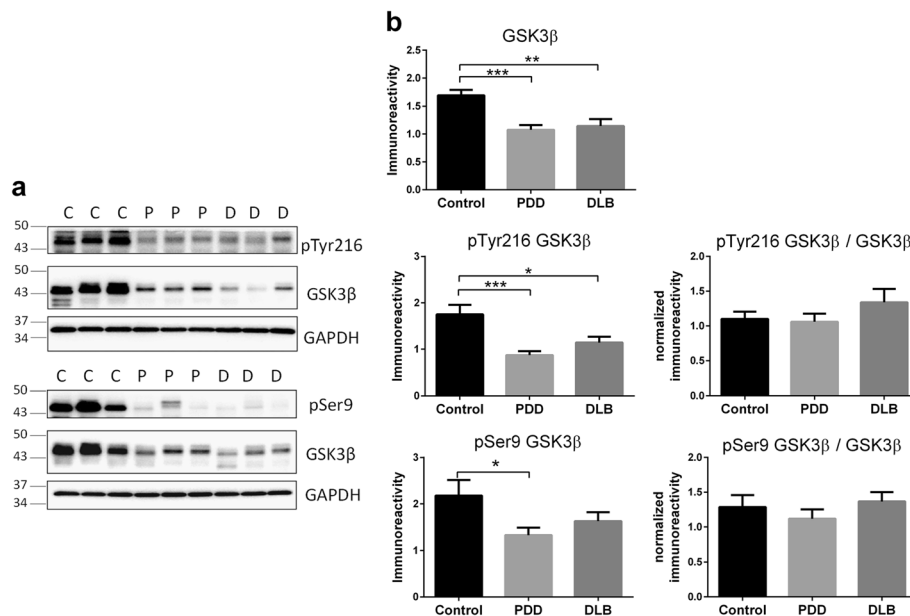 a
C C C P P P D D D
50
43
pTyr216
50
43
GSK3β
37
34
GAPDH
C C C P P P D D D
50
43
pSer9
50
43
GSK3β
37
34
GAPDH
b
GSK3β
Immunoreactivity
2.0
1.5
1.0
0.5
0.0
**
***
Control PDD DLB
pTyr216 GSK3β
Immunoreactivity
3
2
1
0
*
***
Control PDD DLB
pTyr216 GSK3β / GSK3β
normalized
immunoreactivity
2.0
1.5
1.0
0.5
0.0
Control PDD DLB
pSer9 GSK3β
Immunoreactivity
3
2
1
0
*
Control PDD DLB
pSer9 GSK3β / GSK3β
normalized
immunoreactivity
2.0
1.5
1.0
0.5
0.0
Control PDD DLB